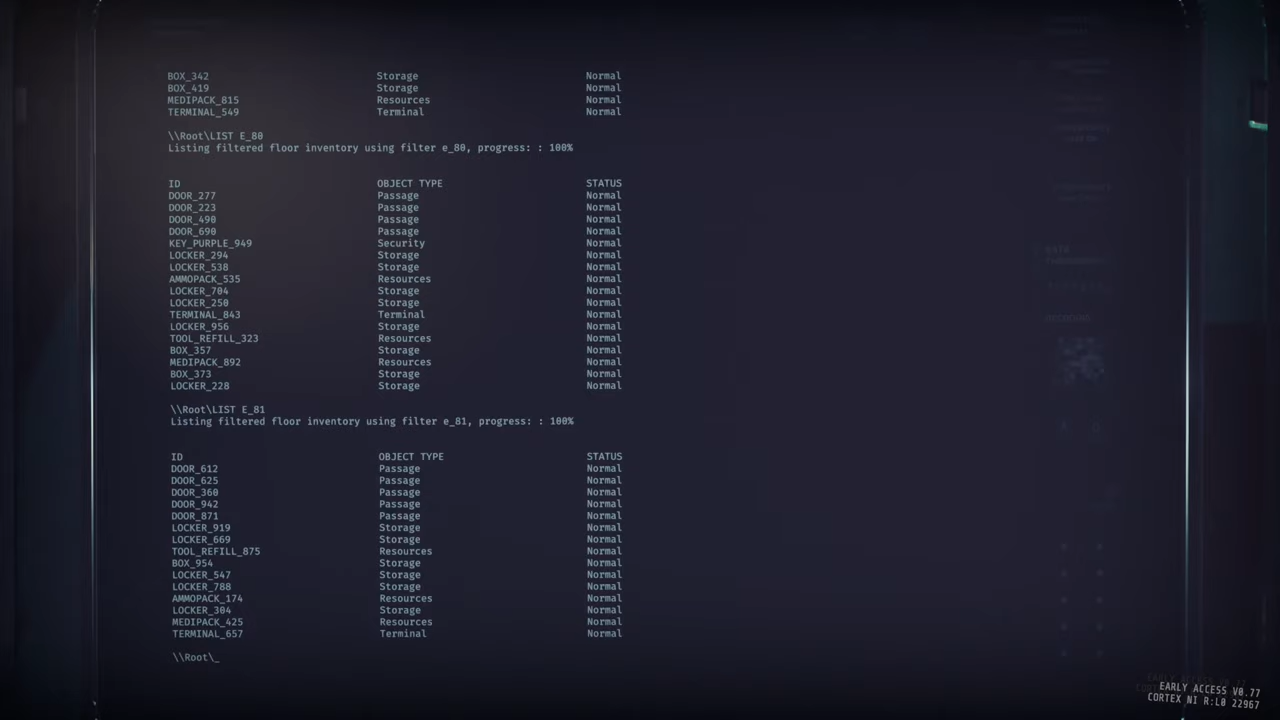 BOX_342 Storage Normal
BOX_419 Storage Normal
MEDIPACK_815 Resources Normal
TERMINAL_549 Terminal Normal
\\Root\LIST E_80
Listing filtered floor inventory using filter e_80, progress: : 100%
ID OBJECT TYPE STATUS
DOOR_277 Passage Normal
DOOR_223 Passage Normal
DOOR_490 Passage Normal
DOOR_690 Passage Normal
KEY_PURPLE_949 Security Normal
LOCKER_294 Storage Normal
LOCKER_538 Storage Normal
AMMOPACK_535 Resources Normal
LOCKER_704 Storage Normal
LOCKER_250 Storage Normal
TERMINAL_843 Terminal Normal
LOCKER_956 Storage Normal
TOOL_REFILL_323 Resources Normal
BOX_357 Storage Normal
MEDIPACK_892 Resources Normal
BOX_373 Storage Normal
LOCKER_228 Storage Normal
\\Root\LIST E_81
Listing filtered floor inventory using filter e_81, progress: : 100%
ID OBJECT TYPE STATUS
DOOR_612 Passage Normal
DOOR_625 Passage Normal
DOOR_360 Passage Normal
DOOR_942 Passage Normal
DOOR_871 Passage Normal
LOCKER_919 Storage Normal
LOCKER_669 Storage Normal
TOOL_REFILL_875 Resources Normal
BOX_954 Storage Normal
LOCKER_547 Storage Normal
LOCKER_788 Storage Normal
AMMOPACK_174 Resources Normal
LOCKER_304 Storage Normal
MEDIPACK_425 Resources Normal
TERMINAL_657 Terminal Normal
\\Root\_
EARLY ACCESS V0.77
CORTEX NI R:L0 22967